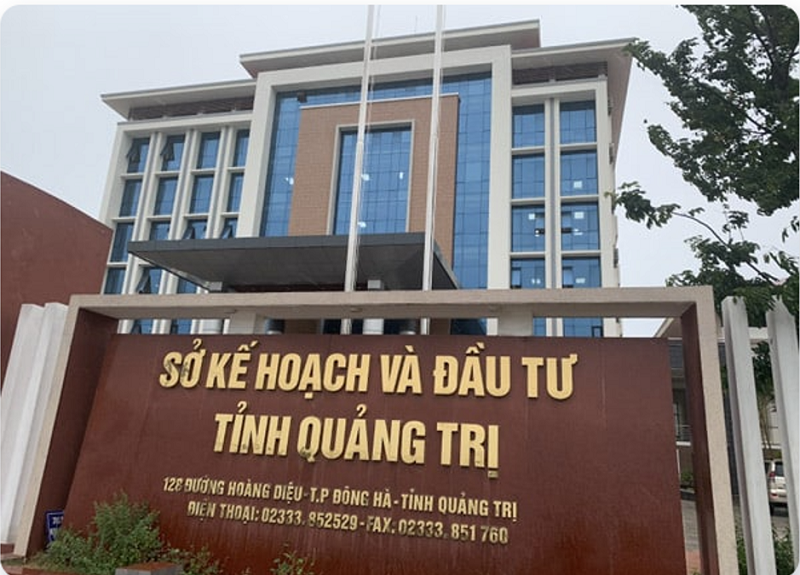 SỞ KẾ HOẠCH VÀ ĐẦU TƯ
TỈNH QUẢNG TRỊ
128 ĐƯỜNG HOÀNG DIỆU - T.P ĐÔNG HÀ - TỈNH QUẢNG TRỊ
ĐIỆN THOẠI: 02333. 852529 - FAX. 02333. 851 760